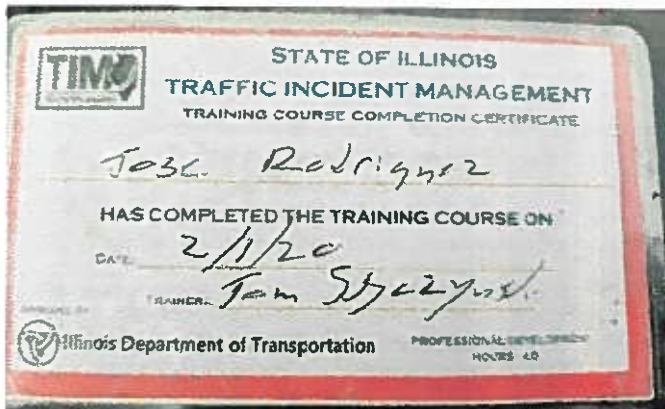 TIM
STATE OF ILLINOIS
TRAFFIC INCIDENT MANAGEMENT
TRAINING COURSE COMPLETION CERTIFICATE
Jose Rodriguez
HAS COMPLETED THE TRAINING COURSE ON
DATE 2/1/20
TRAINER Tom
Illinois Department of Transportation
PROFESSIONAL DEVELOPMENT
HOURS 4.0